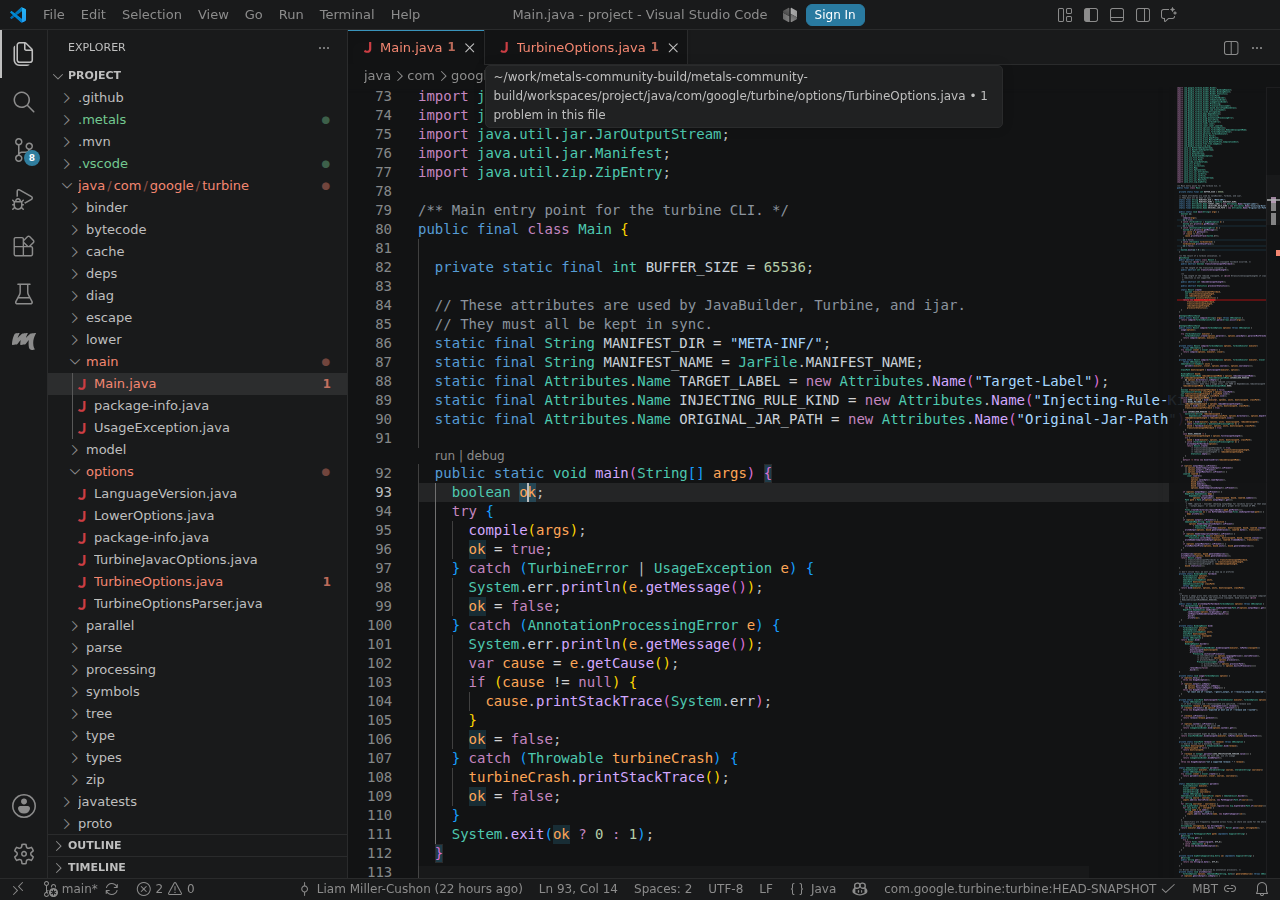 File Edit Selection View Go Run Terminal Help Main.java - project - Visual Studio Code Sign In
EXPLORER
PROJECT
.github
.metals
.mvn
.vscode
java/com/google/turbine
binder
bytecode
cache
deps
diag
escape
lower
main
Main.java 1
package-info.java
UsageException.java
model
options
LanguageVersion.java
LowerOptions.java
package-info.java
TurbineJavacOptions.java
TurbineOptions.java 1
TurbineOptionsParser.java
parallel
parse
processing
symbols
tree
type
types
zip
javatests
proto
OUTLINE
TIMELINE
8
Main.java 1 TurbineOptions.java 1
java > com > goog
~/work/metals-community-build/metals-community-
build/workspaces/project/java/com/google/turbine/options/TurbineOptions.java • 1
problem in this file
73 import j
74 import j
75 import java.util.jar.JarOutputStream;
76 import java.util.jar.Manifest;
77 import java.util.zip.ZipEntry;
78
79 /** Main entry point for the turbine CLI. */
80 public final class Main {
81
82 private static final int BUFFER_SIZE = 65536;
83
84 // These attributes are used by JavaBuilder, Turbine, and ijar.
85 // They must all be kept in sync.
86 static final String MANIFEST_DIR = "META-INF/";
87 static final String MANIFEST_NAME = JarFile.MANIFEST_NAME;
88 static final Attributes.Name TARGET_LABEL = new Attributes.Name("Target-Label");
89 static final Attributes.Name INJECTING_RULE_KIND = new Attributes.Name("Injecting-Rule-K
90 static final Attributes.Name ORIGINAL_JAR_PATH = new Attributes.Name("Original-Jar-Path
91
run | debug
92 public static void main(String[] args) {
93 boolean ok;
94 try {
95 compile(args);
96 ok = true;
97 } catch (TurbineError | UsageException e) {
98 System.err.println(e.getMessage());
99 ok = false;
100 } catch (AnnotationProcessingError e) {
101 System.err.println(e.getMessage());
102 var cause = e.getCause();
103 if (cause != null) {
104 cause.printStackTrace(System.err);
105 }
106 ok = false;
107 } catch (Throwable turbineCrash) {
108 turbineCrash.printStackTrace();
109 ok = false;
110 }
111 System.exit(ok ? 0 : 1);
112 }
113
main* 2 0 Liam Miller-Cushon (22 hours ago) Ln 93, Col 14 Spaces: 2 UTF-8 LF { } Java com.google.turbine:turbine:HEAD-SNAPSHOT MBT